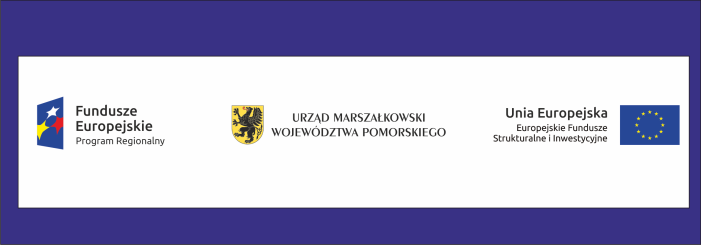 Fundusze
Europejskie
Program Regionalny
URZĄD MARSZAŁKOWSKI
WOJEWÓDZTWA POMORSKIEGO
Unia Europejska
Europejskie Fundusze
Strukturalne i Inwestycyjne